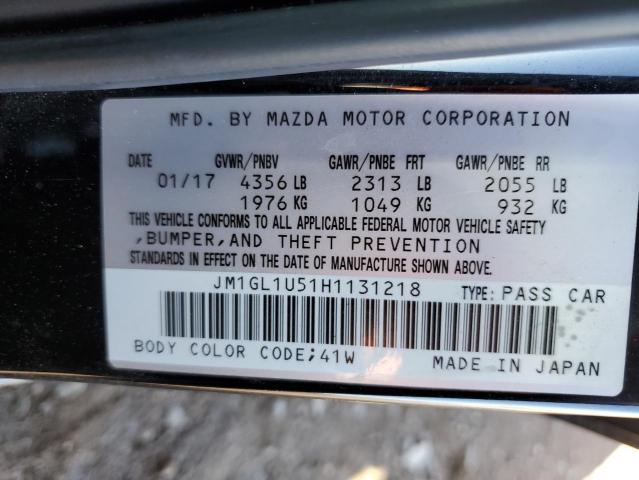 MFD. BY MAZDA MOTOR CORPORATION
DATE GVWR/PNBV GAWR/PNBE FRT GAWR/PNBE RR
01/17 4356 LB 2313 LB 2055 LB
1976 KG 1049 KG 932 KG
THIS VEHICLE CONFORMS TO ALL APPLICABLE FEDERAL MOTOR VEHICLE SAFETY
,BUMPER,AND THEFT PREVENTION
STANDARDS IN EFFECT ON THE DATE OF MANUFACTURE SHOWN ABOVE.
JM1GL1U51H1131218 TYPE: PASS CAR
BODY COLOR CODE;41W MADE IN JAPAN